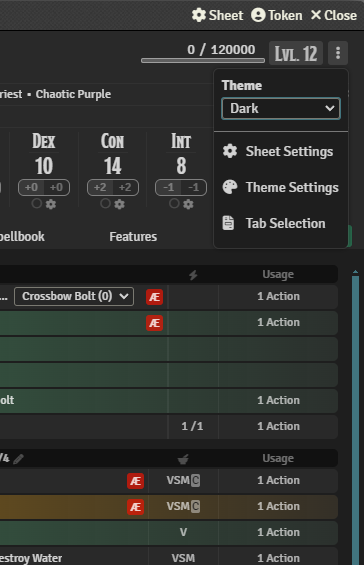 Sheet Token Close
0 / 120000 LVL. 12
riest • Chaotic Purple
Theme
Dark
Sheet Settings
Theme Settings
Tab Selection
DEX CON INT
10 14 8
+0 +0 +2 +2 -1 -1
pellbook Features
Usage
... Crossbow Bolt (0) Æ 1 Action
Æ 1 Action
olt 1 Action
1 / 1 1 Action
/4 Usage
Æ VSM C 1 Action
Æ VSM C 1 Action
V 1 Action
estroy Water VSM 1 Action